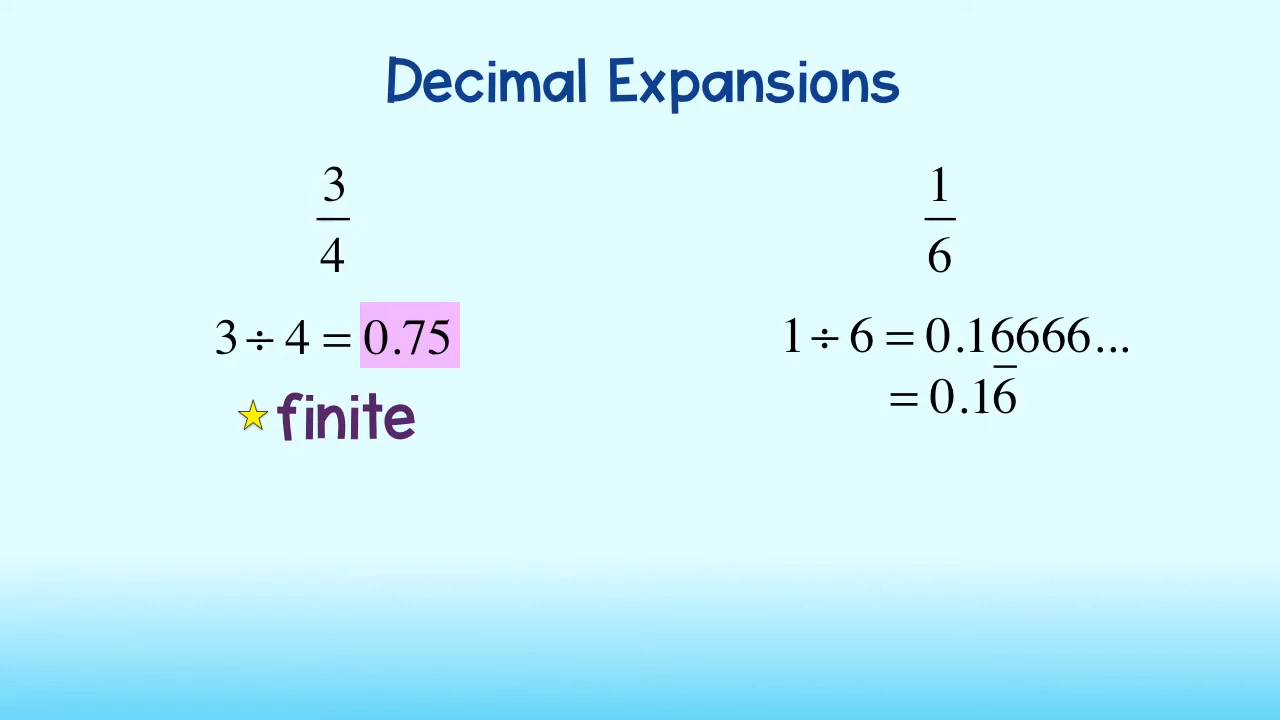 Decimal Expansions
3/4
1/6
3 ÷ 4 = 0.75
1 ÷ 6 = 0.16666...
= 0.16̅
finite